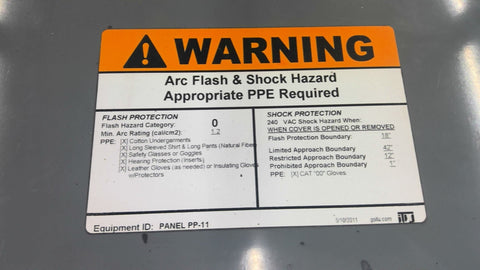 WARNING
Arc Flash & Shock Hazard
Appropriate PPE Required
FLASH PROTECTION
Flash Hazard Category: 0
Min. Arc Rating (cal/cm2): 1.2
PPE: [X] Cotton Undergarments
[X] Long Sleeved Shirt & Long Pants (Natural Fiber)
[X] Safety Glasses or Goggles
[X] Hearing Protection (Inserts)
[X] Leather Gloves (as needed) or Insulating Gloves
w/Protectors
SHOCK PROTECTION
240 VAC Shock Hazard When:
WHEN COVER IS OPENED OR REMOVED
Flash Protection Boundary: 18"
Limited Approach Boundary: 42"
Restricted Approach Boundary: 12"
Prohibited Approach Boundary: 1"
PPE: [X] CAT "00" Gloves
Equipment ID: PANEL PP-11